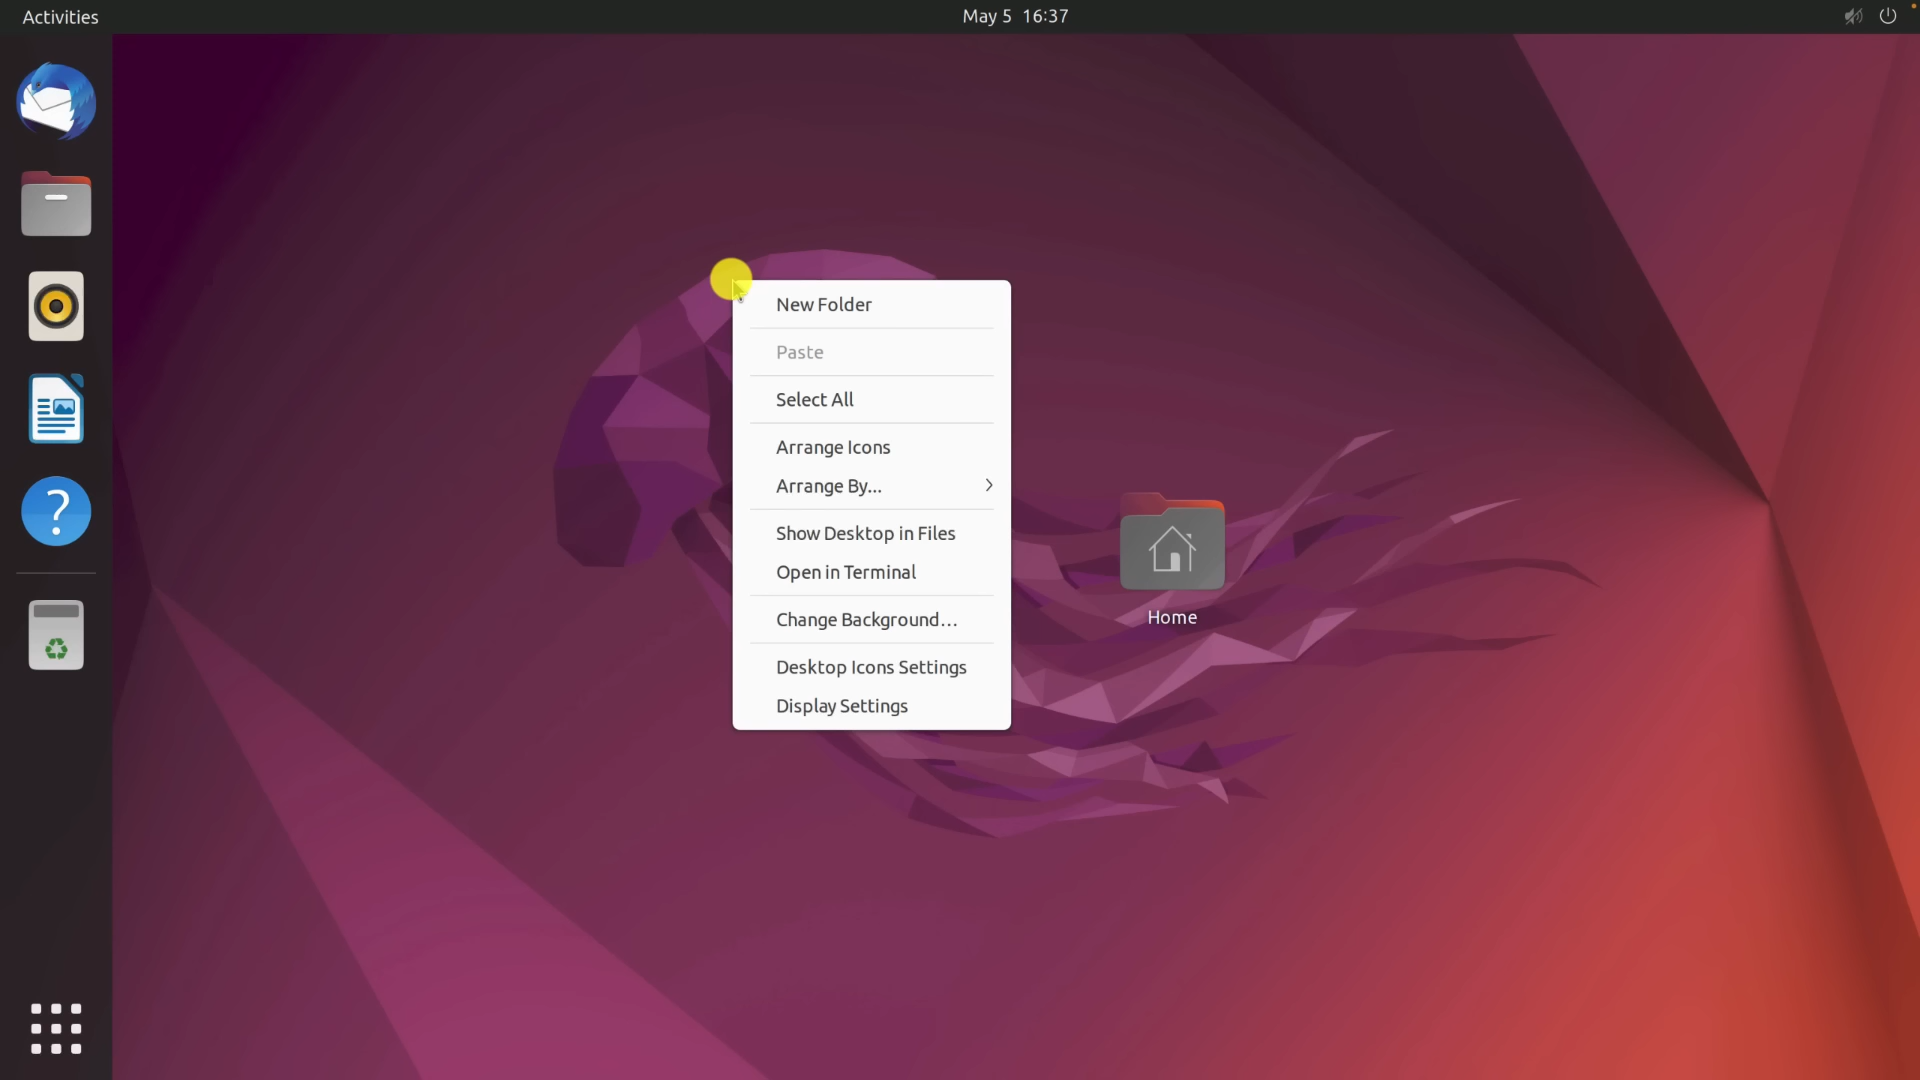 Activities
May 5 16:37
New Folder
Paste
Select All
Arrange Icons
Arrange By...
Show Desktop in Files
Open in Terminal
Change Background…
Desktop Icons Settings
Display Settings
Home